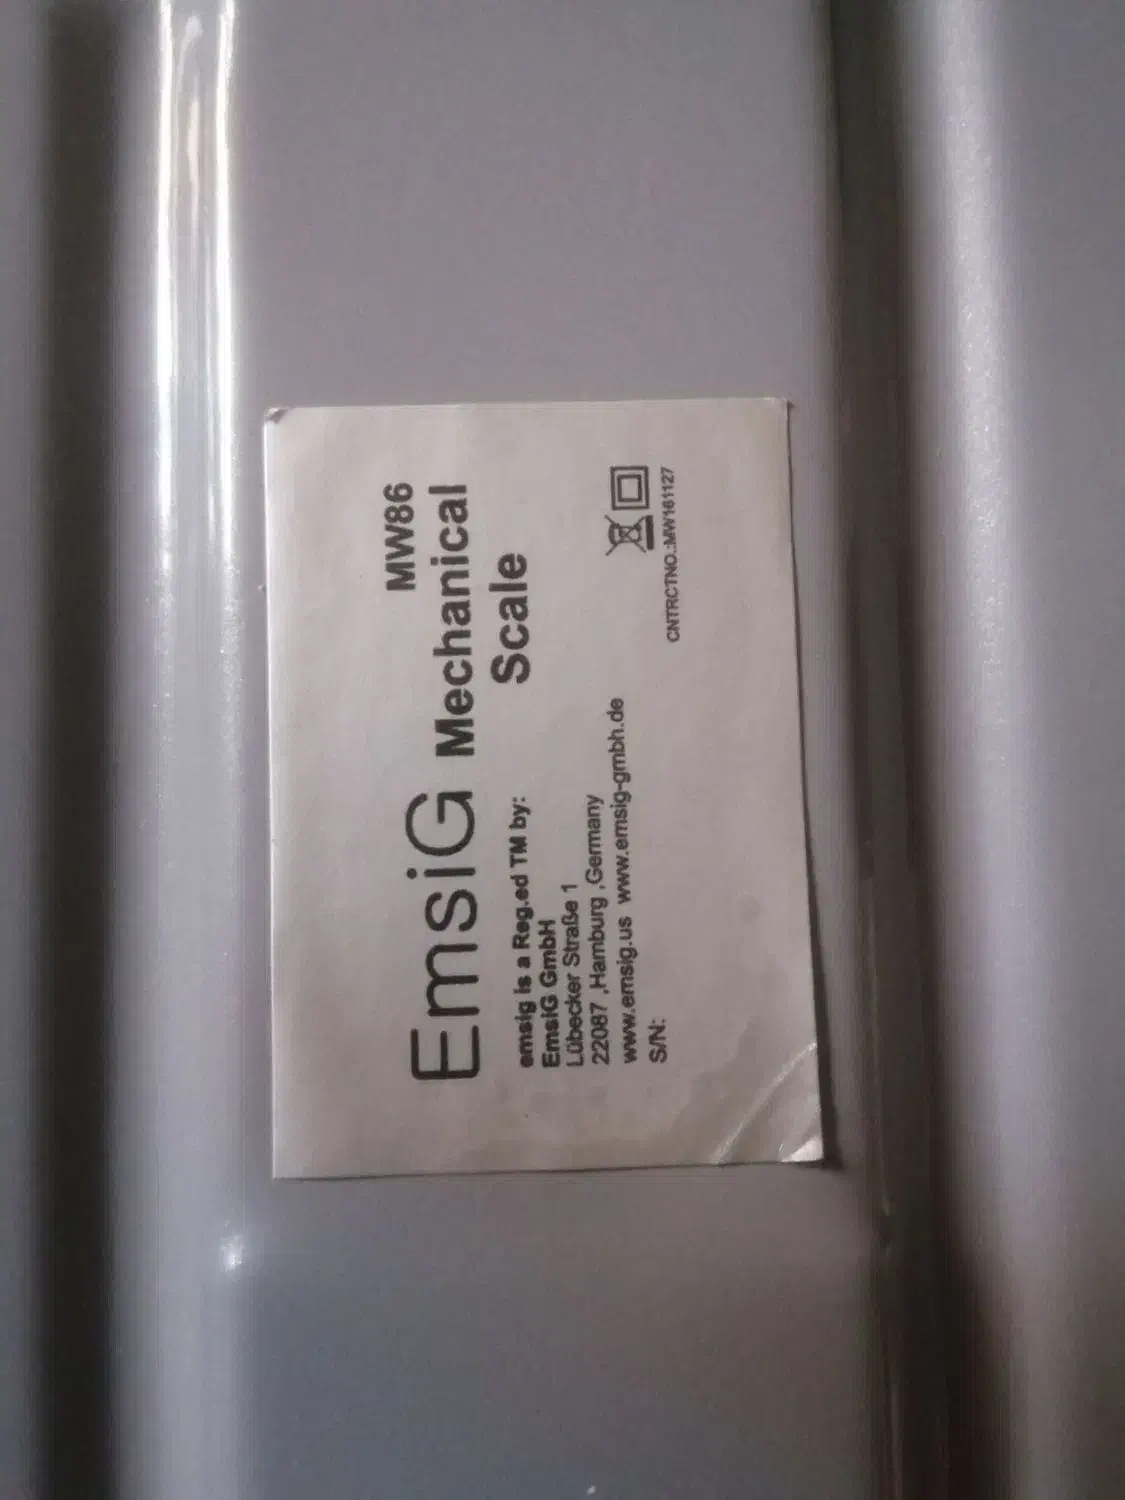 MW86
EmsiG Mechanical
Scale
emsig is a Reg.ed TM by:
EmsiG GmbH
Lübecker Straße 1
22087 ,Hamburg ,Germany
www.emsig.us www.emsig-gmbh.de
S/N:
CNTRCTNO.:MW161127